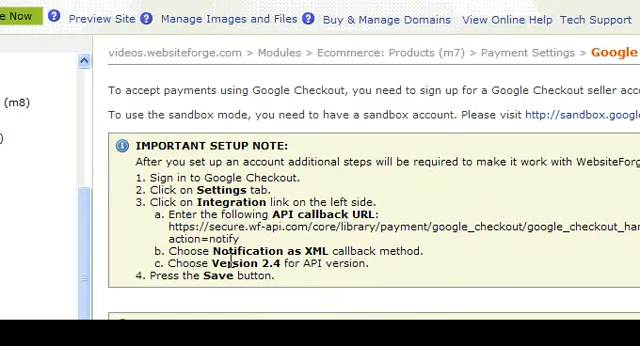 e Now Preview Site Manage Images and Files Buy & Manage Domains View Online Help Tech Support
videos.websiteforge.com > Modules > Ecommerce: Products (m7) > Payment Settings > Google
(m8)
To accept payments using Google Checkout, you need to sign up for a Google Checkout seller acco
To use the sandbox mode, you need to have a sandbox account. Please visit http://sandbox.google
)
IMPORTANT SETUP NOTE:
After you set up an account additional steps will be required to make it work with WebsiteForge
1. Sign in to Google Checkout.
2. Click on Settings tab.
3. Click on Integration link on the left side.
a. Enter the following API callback URL:
https://secure.wf-api.com/core/library/payment/google_checkout/google_checkout_han
action=notify
b. Choose Notification as XML callback method.
c. Choose Version 2.4 for API version.
4. Press the Save button.